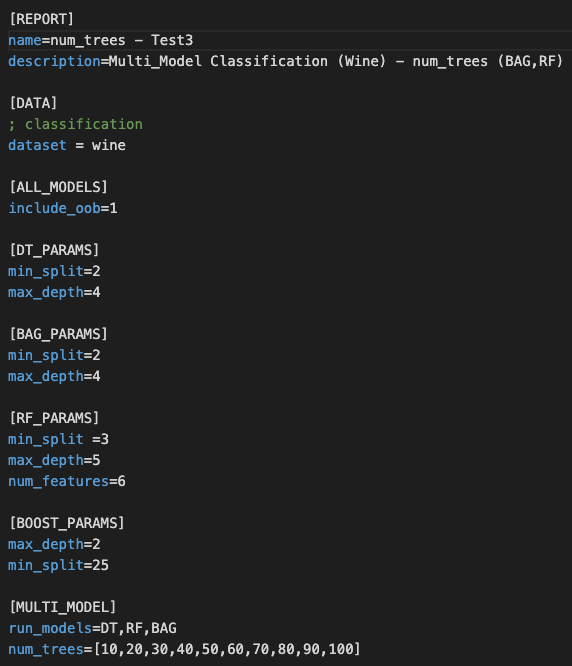 [REPORT]
name=num_trees - Test3
description=Multi_Model Classification (Wine) - num_trees (BAG,RF)
[DATA]
; classification
dataset = wine
[ALL_MODELS]
include_oob=1
[DT_PARAMS]
min_split=2
max_depth=4
[BAG_PARAMS]
min_split=2
max_depth=4
[RF_PARAMS]
min_split =3
max_depth=5
num_features=6
[BOOST_PARAMS]
max_depth=2
min_split=25
[MULTI_MODEL]
run_models=DT,RF,BAG
num_trees=[10,20,30,40,50,60,70,80,90,100]